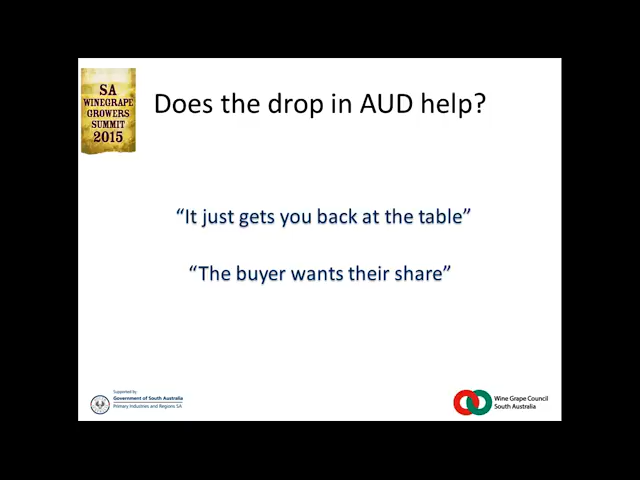 SA
WINEGRAPE
GROWERS
SUMMIT
2015
Does the drop in AUD help?
“It just gets you back at the table”
“The buyer wants their share”
Supported by
Government of South Australia
Primary Industries and Regions SA
Wine Grape Council
South Australia